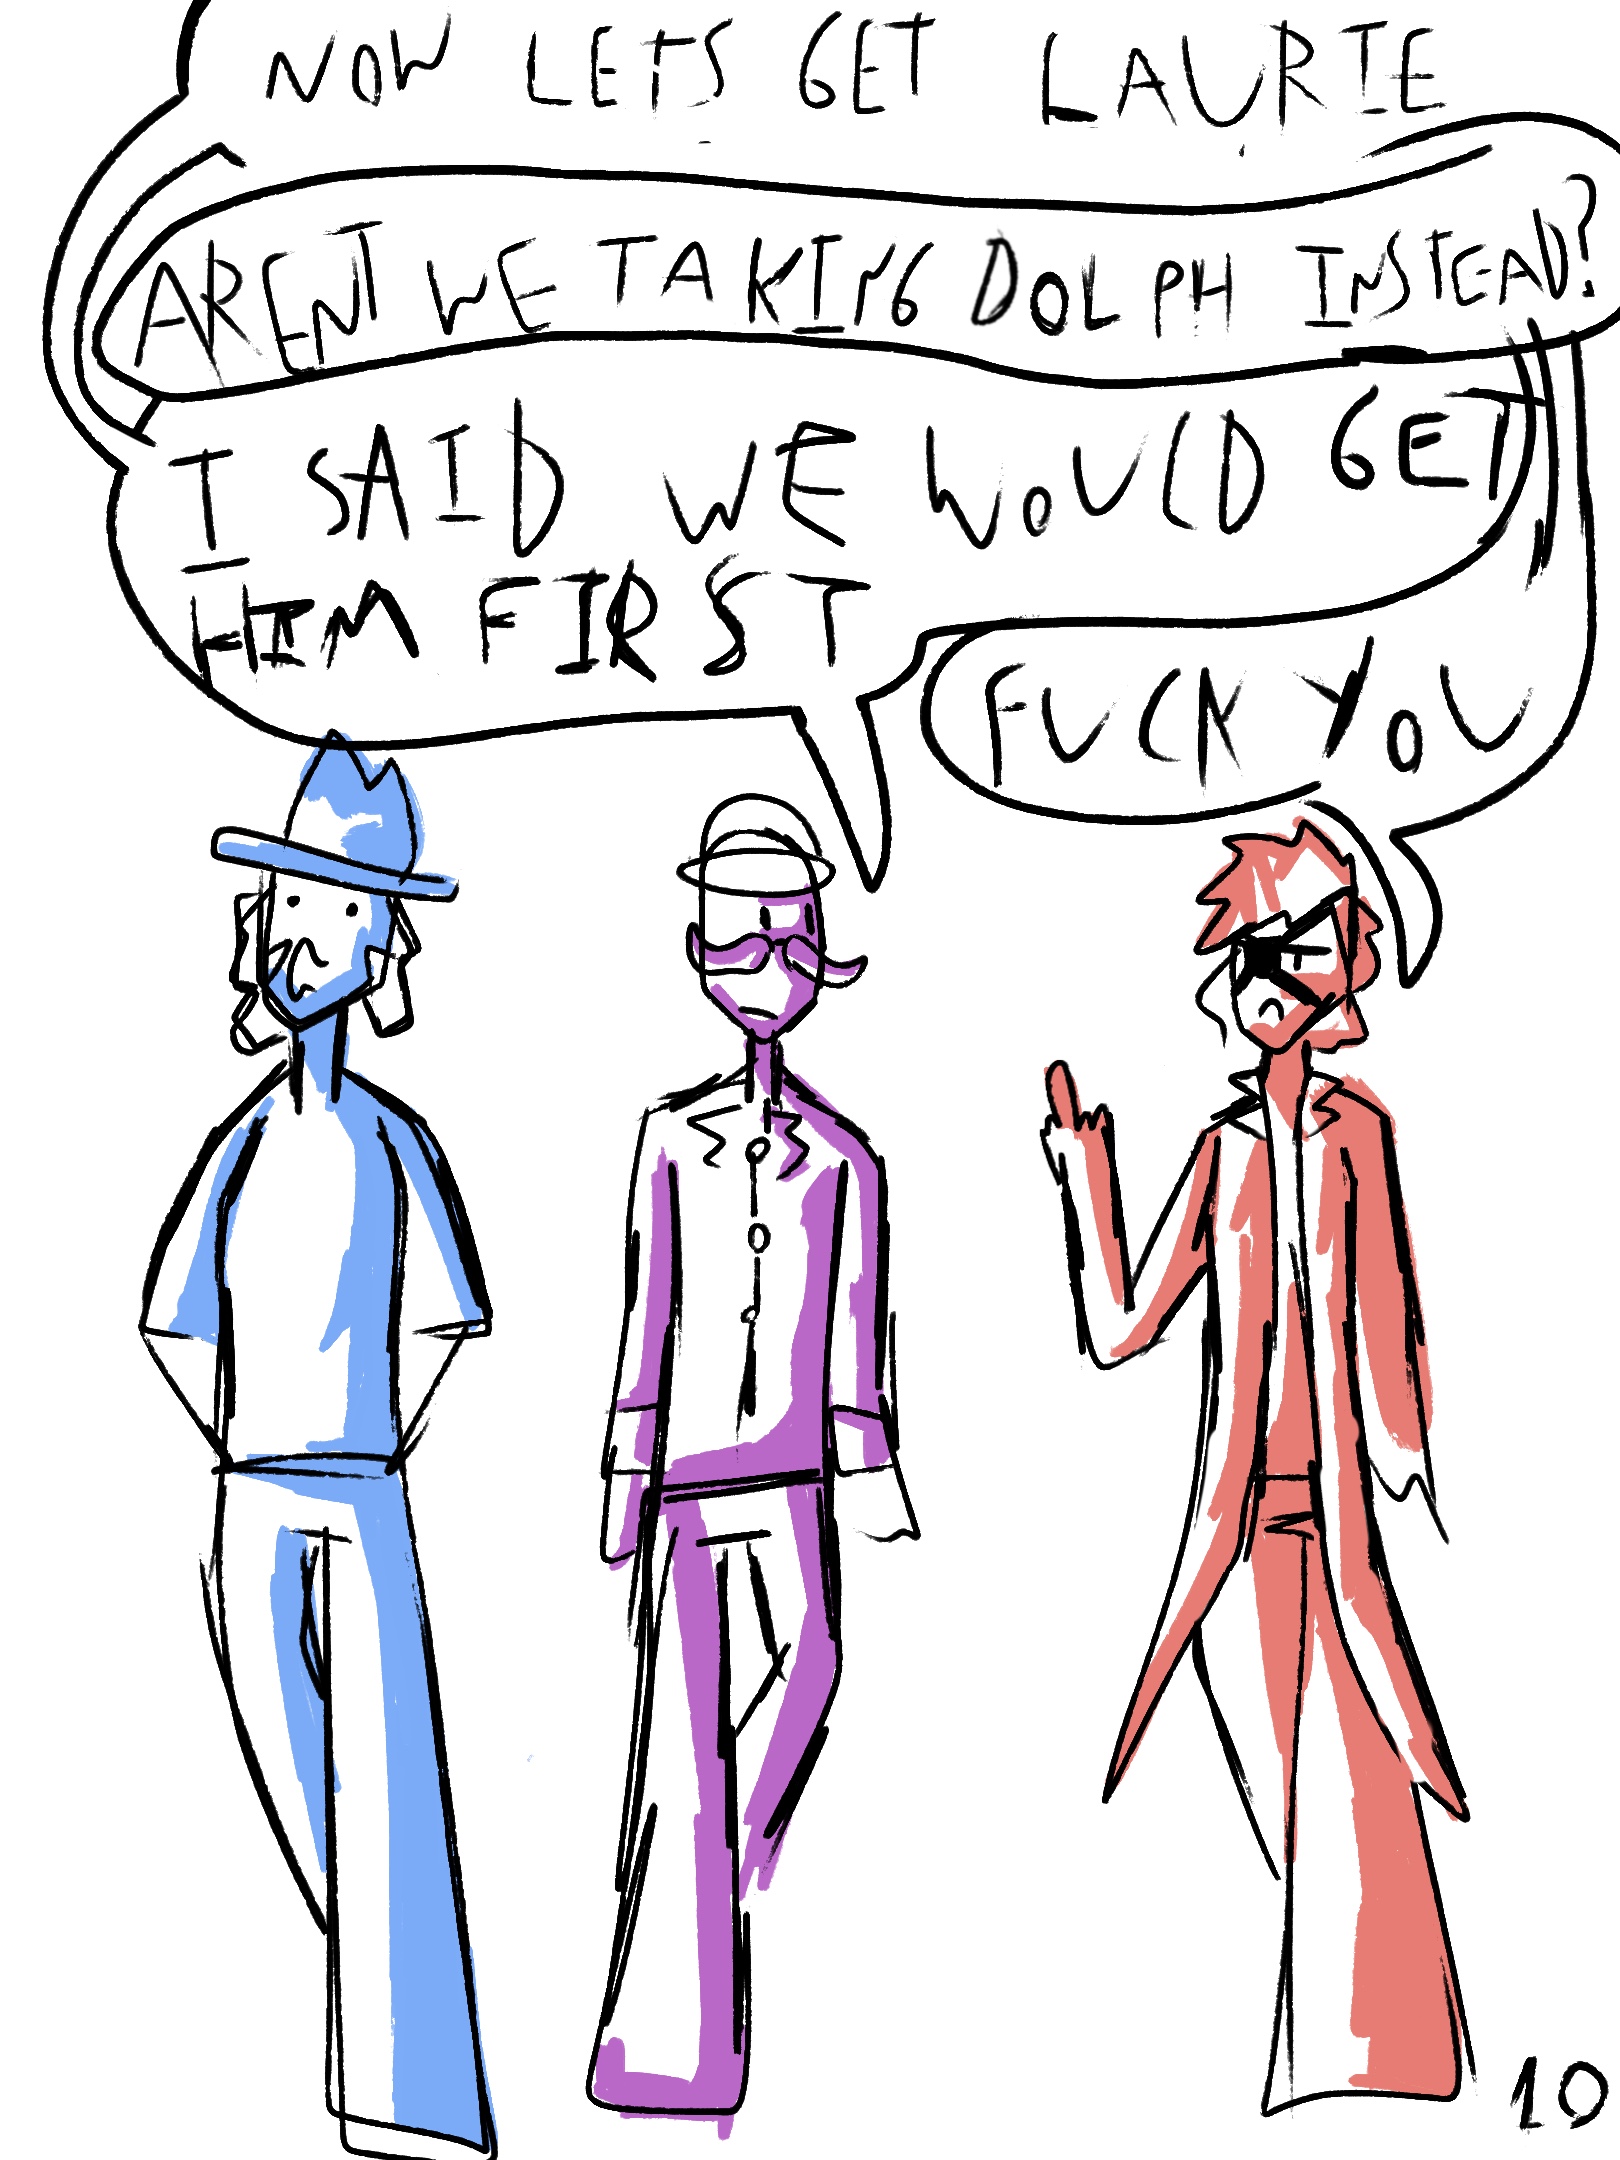 NOW LETS GET LAURIE
ARENT WE TAKING DOLPH INSTEAD?
I SAID WE WOULD GET
HIM FIRST
FUCK YOU
10